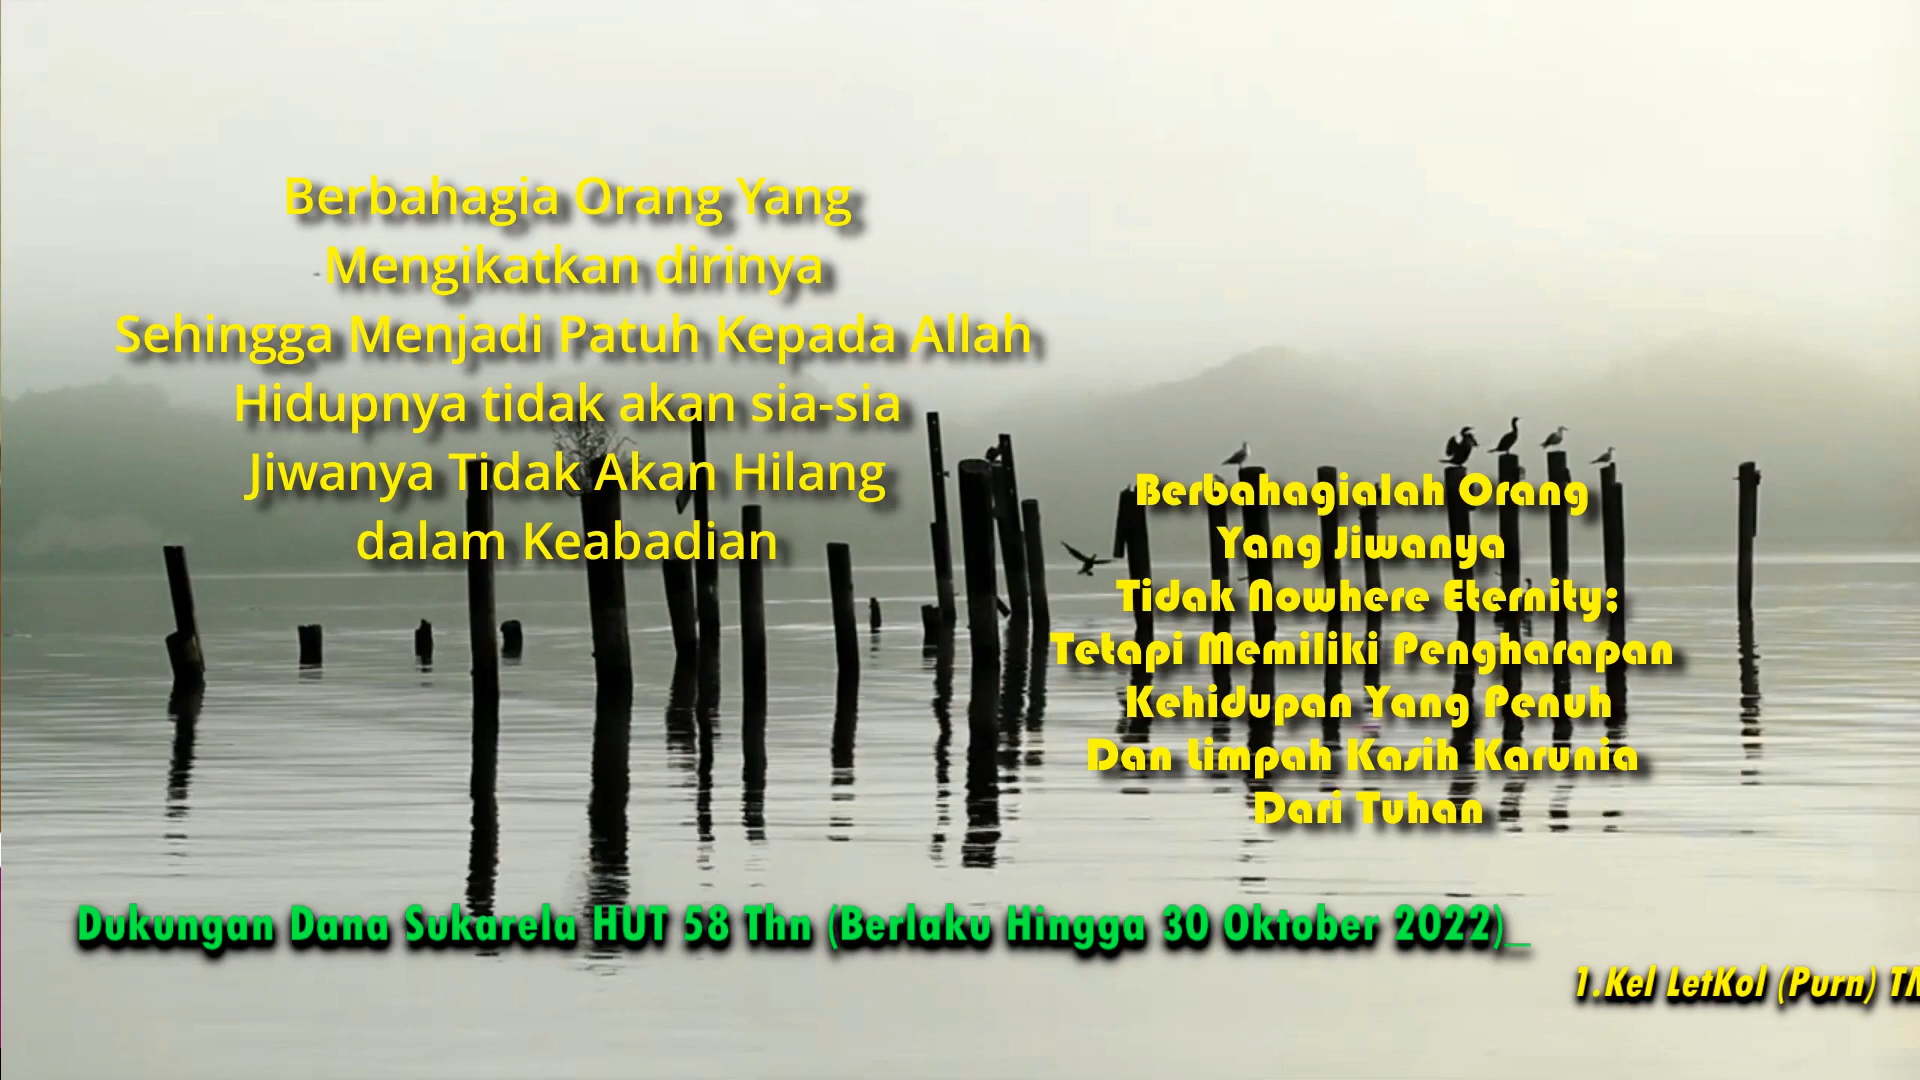 Berbahagia Orang Yang
Mengikatkan dirinya
Sehingga Menjadi Patuh Kepada Allah
Hidupnya tidak akan sia-sia
Jiwanya Tidak Akan Hilang
dalam Keabadian
Berbahagialah Orang
Yang Jiwanya
Tidak Nowhere Eternity;
Tetapi Memiliki Pengharapan
Kehidupan Yang Penuh
Dan Limpah Kasih Karunia
Dari Tuhan
Dukungan Dana Sukarela HUT 58 Thn (Berlaku Hingga 30 Oktober 2022)_
1.Kel LetKol (Purn)